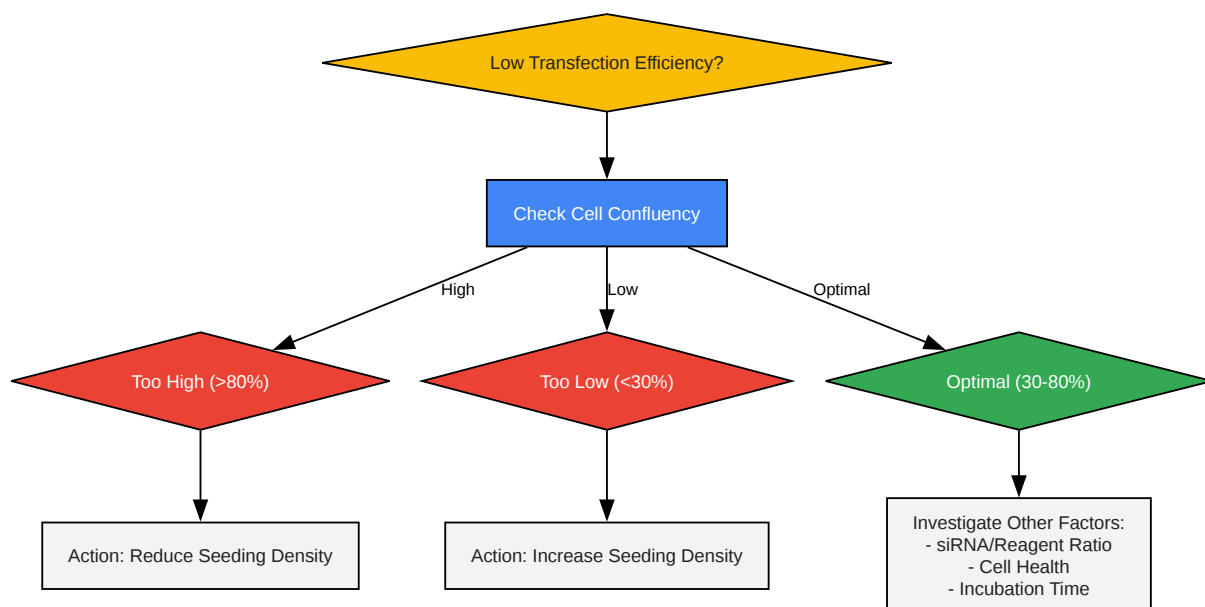 Low Transfection Efficiency?
Check Cell Confluency
High
Low
Optimal
Too High (>80%)
Too Low (<30%)
Optimal (30-80%)
Action: Reduce Seeding Density
Action: Increase Seeding Density
Investigate Other Factors:
- siRNA/Reagent Ratio
- Cell Health
- Incubation Time